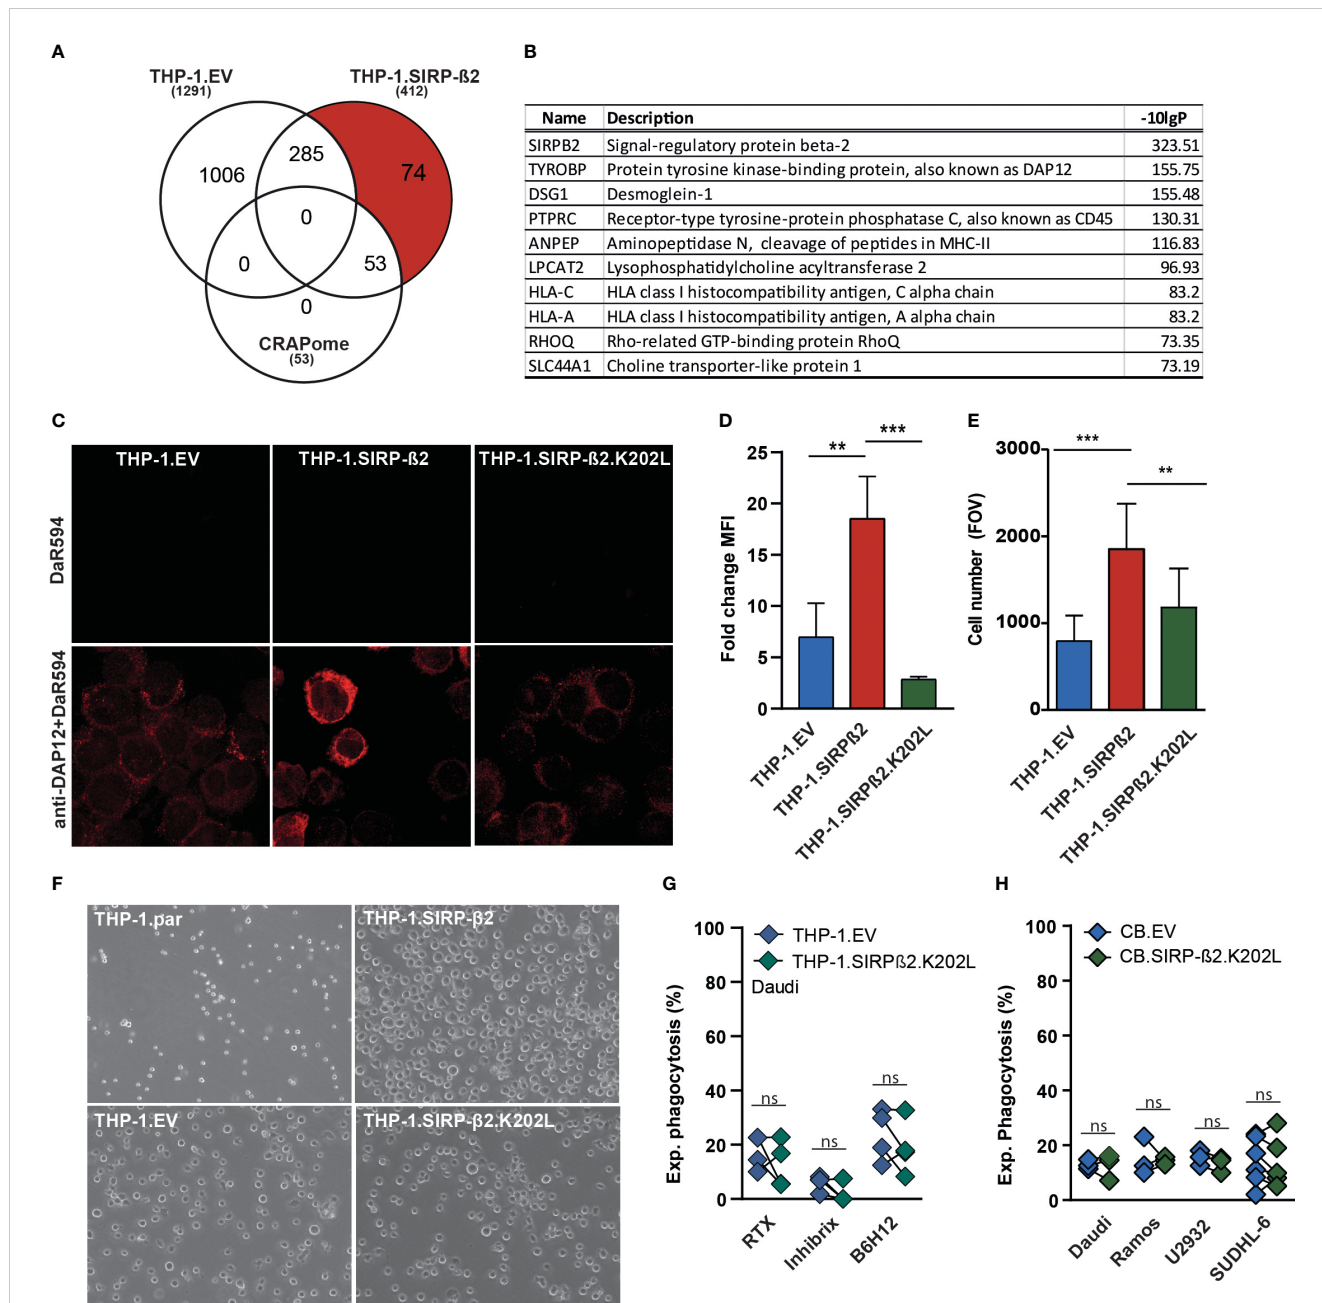 A
THP-1.EV
(1291)
THP-1.SIRP-ß2
(412)
1006
285
74
0
0
53
0
CRAPome
(53)
B
Name Description -10lgP
SIRPB2 Signal-regulatory protein beta-2 323.51
TYROBP Protein tyrosine kinase-binding protein, also known as DAP12 155.75
DSG1 Desmoglein-1 155.48
PTPRC Receptor-type tyrosine-protein phosphatase C, also known as CD45 130.31
ANPEP Aminopeptidase N, cleavage of peptides in MHC-II 116.83
LPCAT2 Lysophosphatidylcholine acyltransferase 2 96.93
HLA-C HLA class I histocompatibility antigen, C alpha chain 83.2
HLA-A HLA class I histocompatibility antigen, A alpha chain 83.2
RHOQ Rho-related GTP-binding protein RhoQ 73.35
SLC44A1 Choline transporter-like protein 1 73.19
C
THP-1.EV
THP-1.SIRP-ß2
THP-1.SIRP-ß2.K202L
DaR594
anti-DAP12+DaR594
D
Fold change MFI
25
20
15
10
5
0
**
***
THP-1.EV
THP-1.SIRPß2
THP-1.SIRPß2.K202L
E
Cell number (FOV)
3000
2000
1000
0
***
**
THP-1.EV
THP-1.SIRPß2
THP-1.SIRPß2.K202L
F
THP-1.par
THP-1.SIRP-ß2
THP-1.EV
THP-1.SIRP-ß2.K202L
G
Exp. phagocytosis (%)
100
80
60
40
20
0
THP-1.EV
THP-1.SIRPß2.K202L
Daudi
ns
ns
ns
RTX
Inhibrix
B6H12
H
Exp. Phagocytosis (%)
100
80
60
40
20
0
CB.EV
CB.SIRP-ß2.K202L
ns
ns
ns
ns
Daudi
Ramos
U2932
SUDHL-6